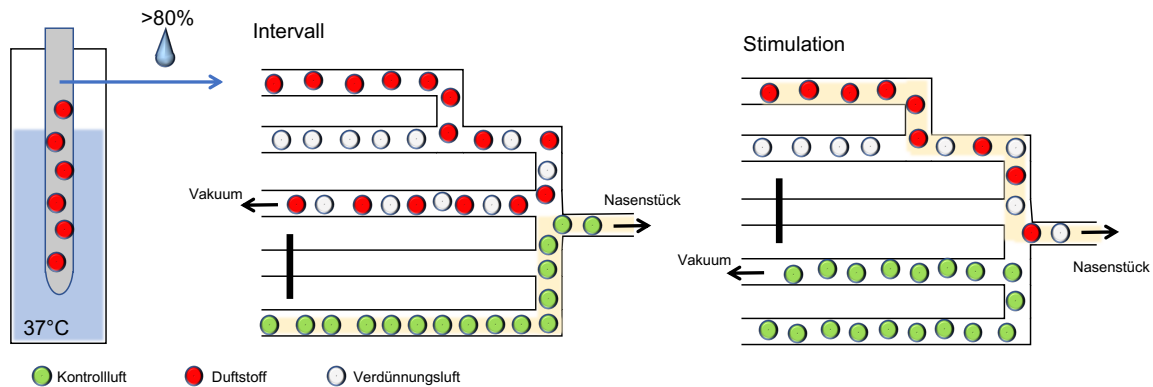 >80%
Intervall
Stimulation
Vakuum
Nasenstück
Vakuum
Nasenstück
37°C
Kontrollluft
Duftstoff
Verdünnungsluft